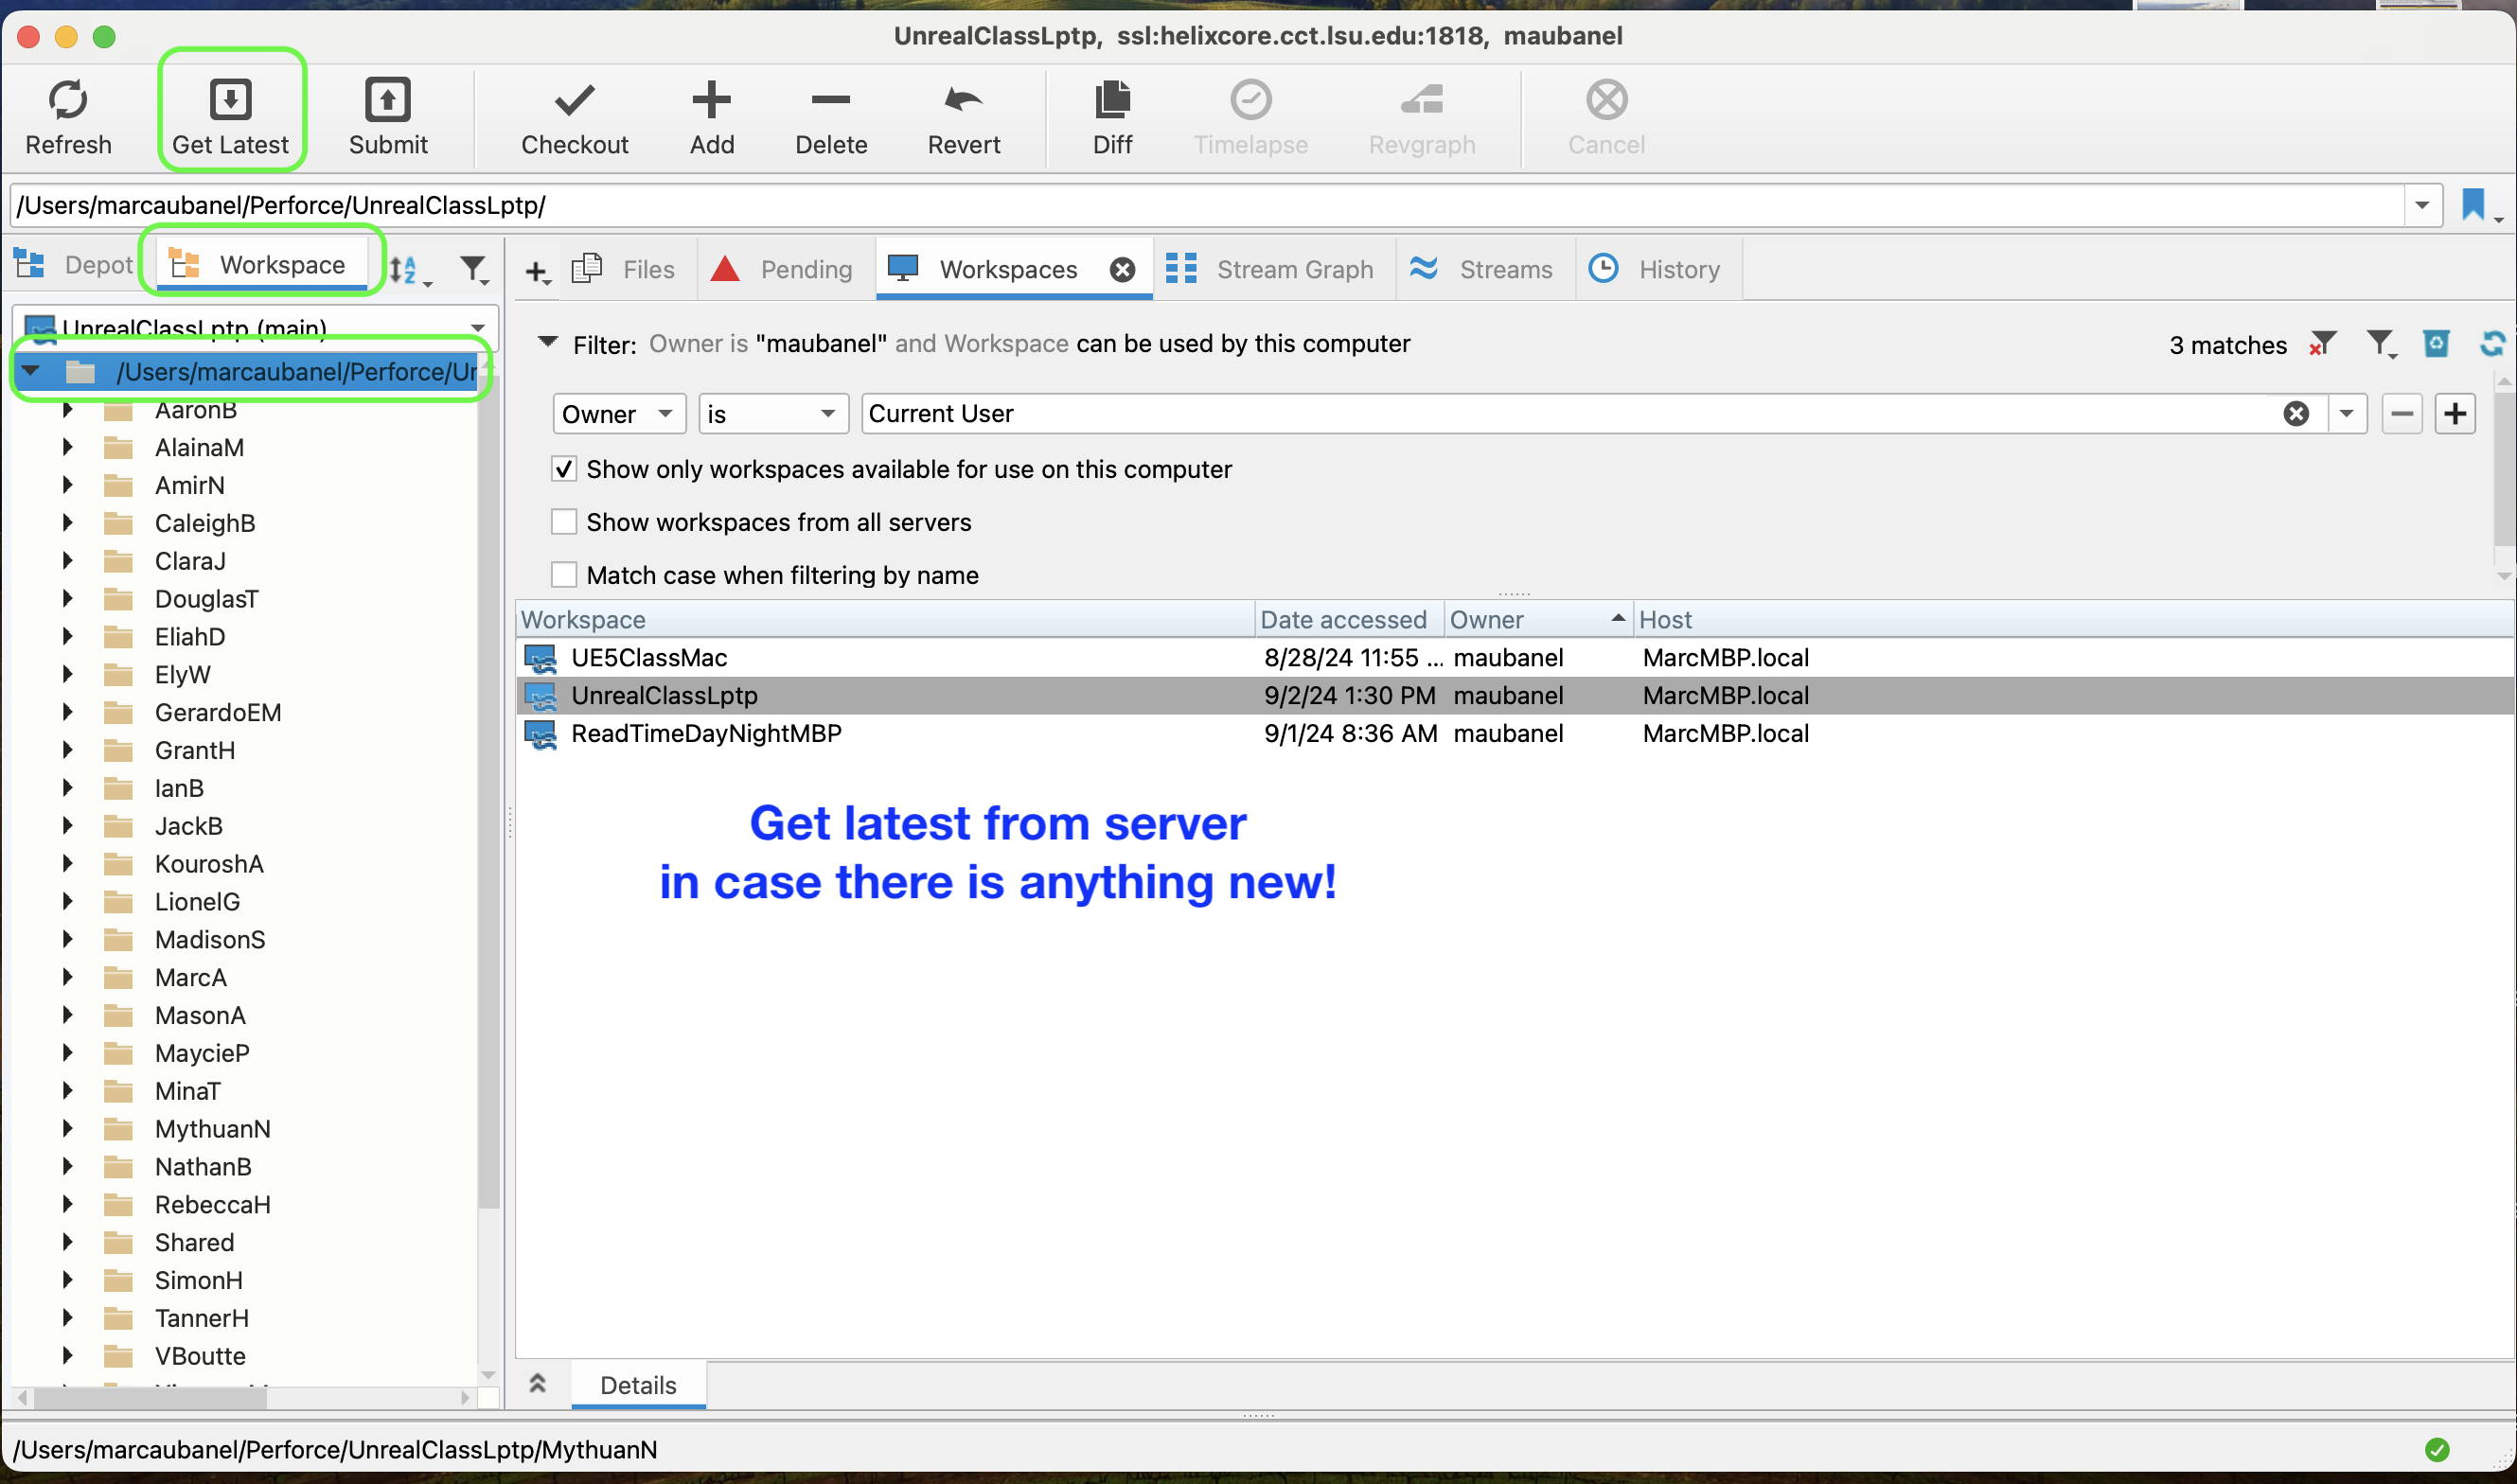 UnrealClassLptp, ssl:helixcore.cct.lsu.edu:1818, maubanel
Refresh
Get Latest
Submit
Checkout
Add
Delete
Revert
Diff
Timelapse
Revgraph
Cancel
/Users/marcaubanel/Perforce/UnrealClassLptp/
Depot
Workspace
Files
Pending
Workspaces
Stream Graph
Streams
History
UnrealClassLptp (main)
/Users/marcaubanel/Perforce/Ur
AaronB
AlainaM
AmirN
CaleighB
ClaraJ
DouglasT
EliahD
ElyW
GerardoEM
GrantH
IanB
JackB
KouroshA
LionelG
MadisonS
MarcA
MasonA
MaycieP
MinaT
MythuanN
NathanB
RebeccaH
Shared
SimonH
TannerH
VBoutte
Filter: Owner is "maubanel" and Workspace can be used by this computer
3 matches
Owner
is
Current User
Show only workspaces available for use on this computer
Show workspaces from all servers
Match case when filtering by name
Workspace Date accessed Owner Host
UE5ClassMac 8/28/24 11:55 ... maubanel MarcMBP.local
UnrealClassLptp 9/2/24 1:30 PM maubanel MarcMBP.local
ReadTimeDayNightMBP 9/1/24 8:36 AM maubanel MarcMBP.local
Get latest from server
in case there is anything new!
Details
/Users/marcaubanel/Perforce/UnrealClassLptp/MythuanN